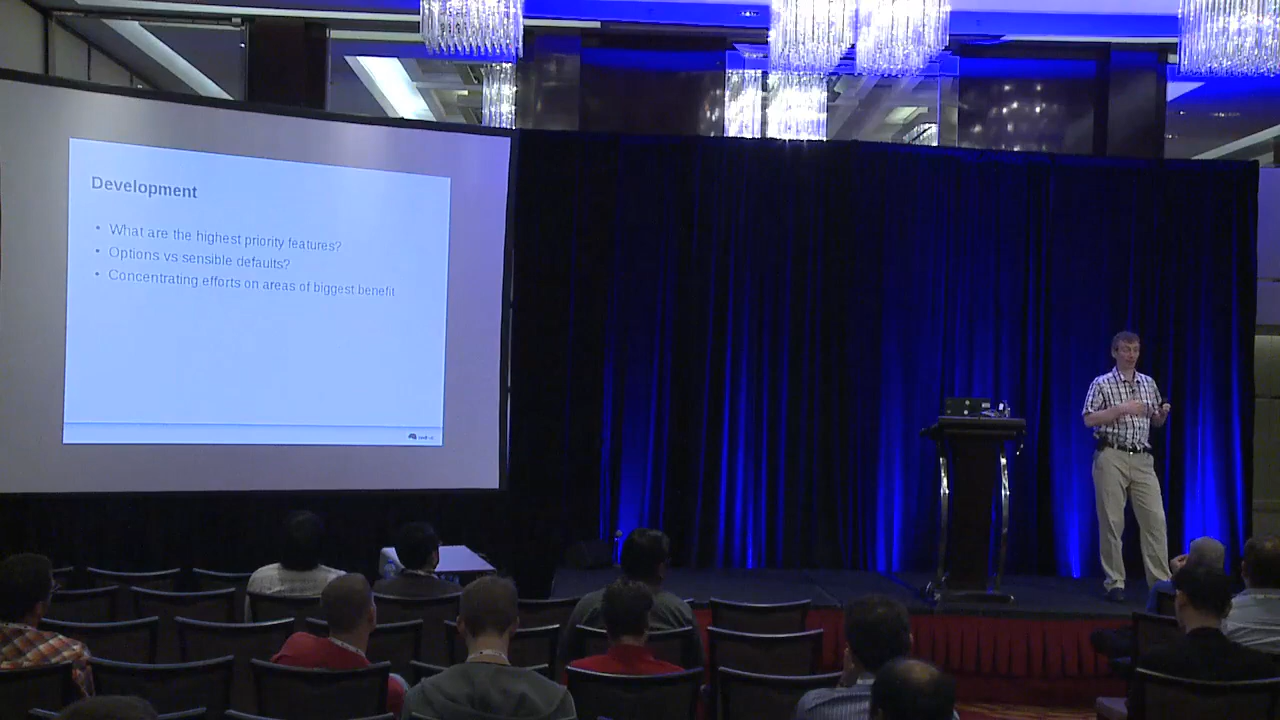 Development
• What are the highest priority features?
• Options vs sensible defaults?
• Concentrating efforts on areas of biggest benefit